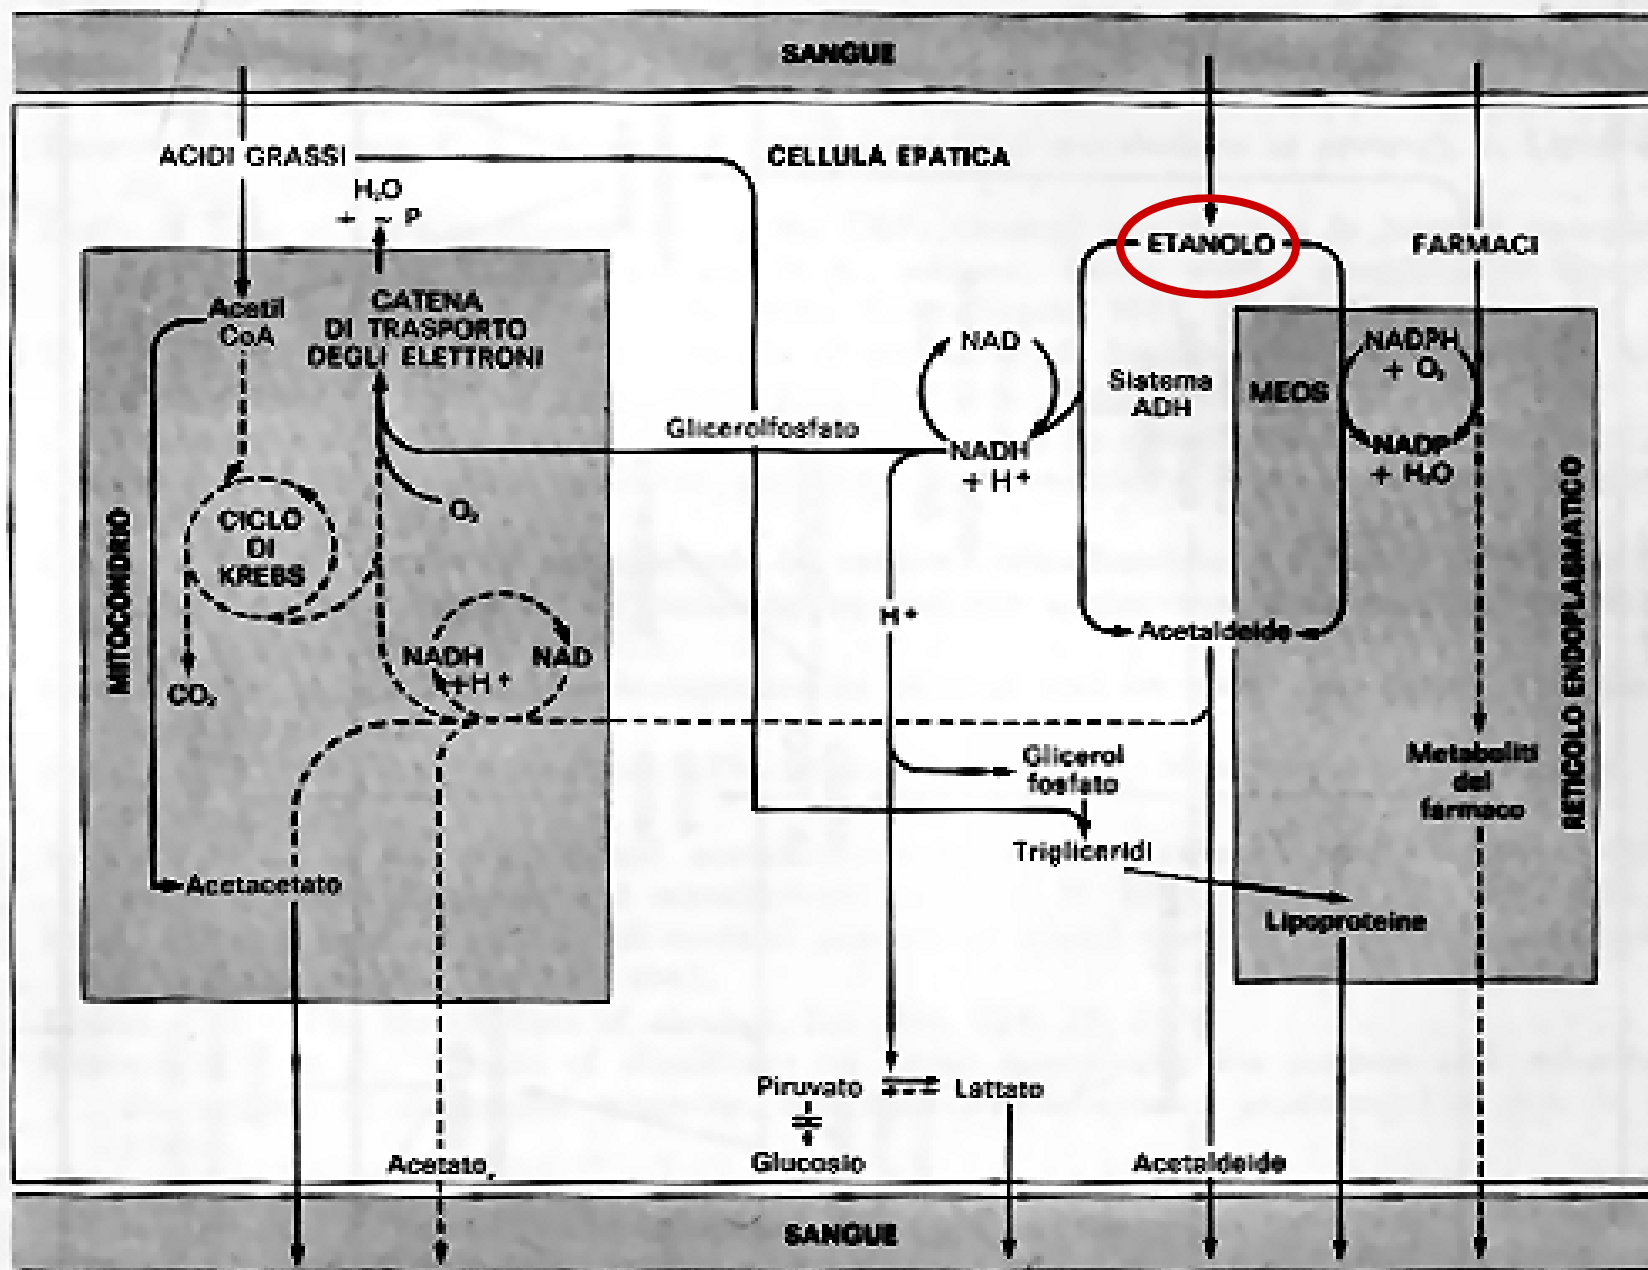 SANGUE
ACIDI GRASSI
CELLULA EPATICA
H₂O
+ ~ P
ETANOLO
FARMACI
Acetil
CoA
CATENA
DI TRASPORTO
DEGLI ELETTRONI
NAD
NADPH
+ O₂
Sistema
ADH
MEOS
Glicerolfosfato
NADH
+ H⁺
NADP
+ H₂O
O₂
CICLO
DI
KREBS
MITOCONDRIO
RETICOLO ENDOPLASMATICO
H⁺
Acetaldeide
NADH
+H⁺
NAD
CO₂
Glicerol
fosfato
Metaboliti
del
farmaco
Trigliceridi
Acetacetato
Lipoproteine
Piruvato
Lattato
Acetato,
Glucosio
Acetaldeide
SANGUE